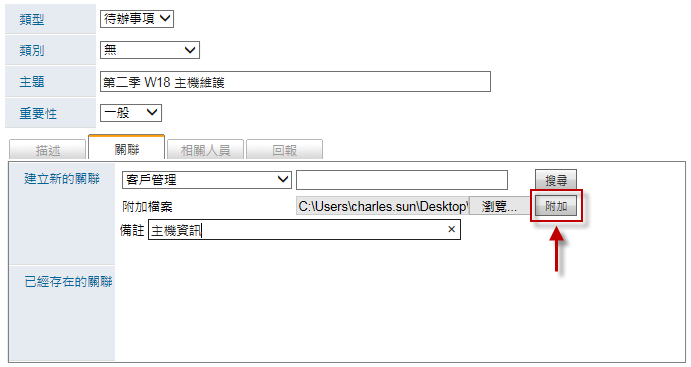 類型 待辦事項
類別 無
主題 第二季 W18 主機維護
重要性 一般
描述 關聯 相關人員 回報
建立新的關聯 客戶管理 搜尋
附加檔案 C:\Users\charles.sun\Desktop\ 瀏覽... 附加
備註 主機資訊 ×
已經存在的關聯